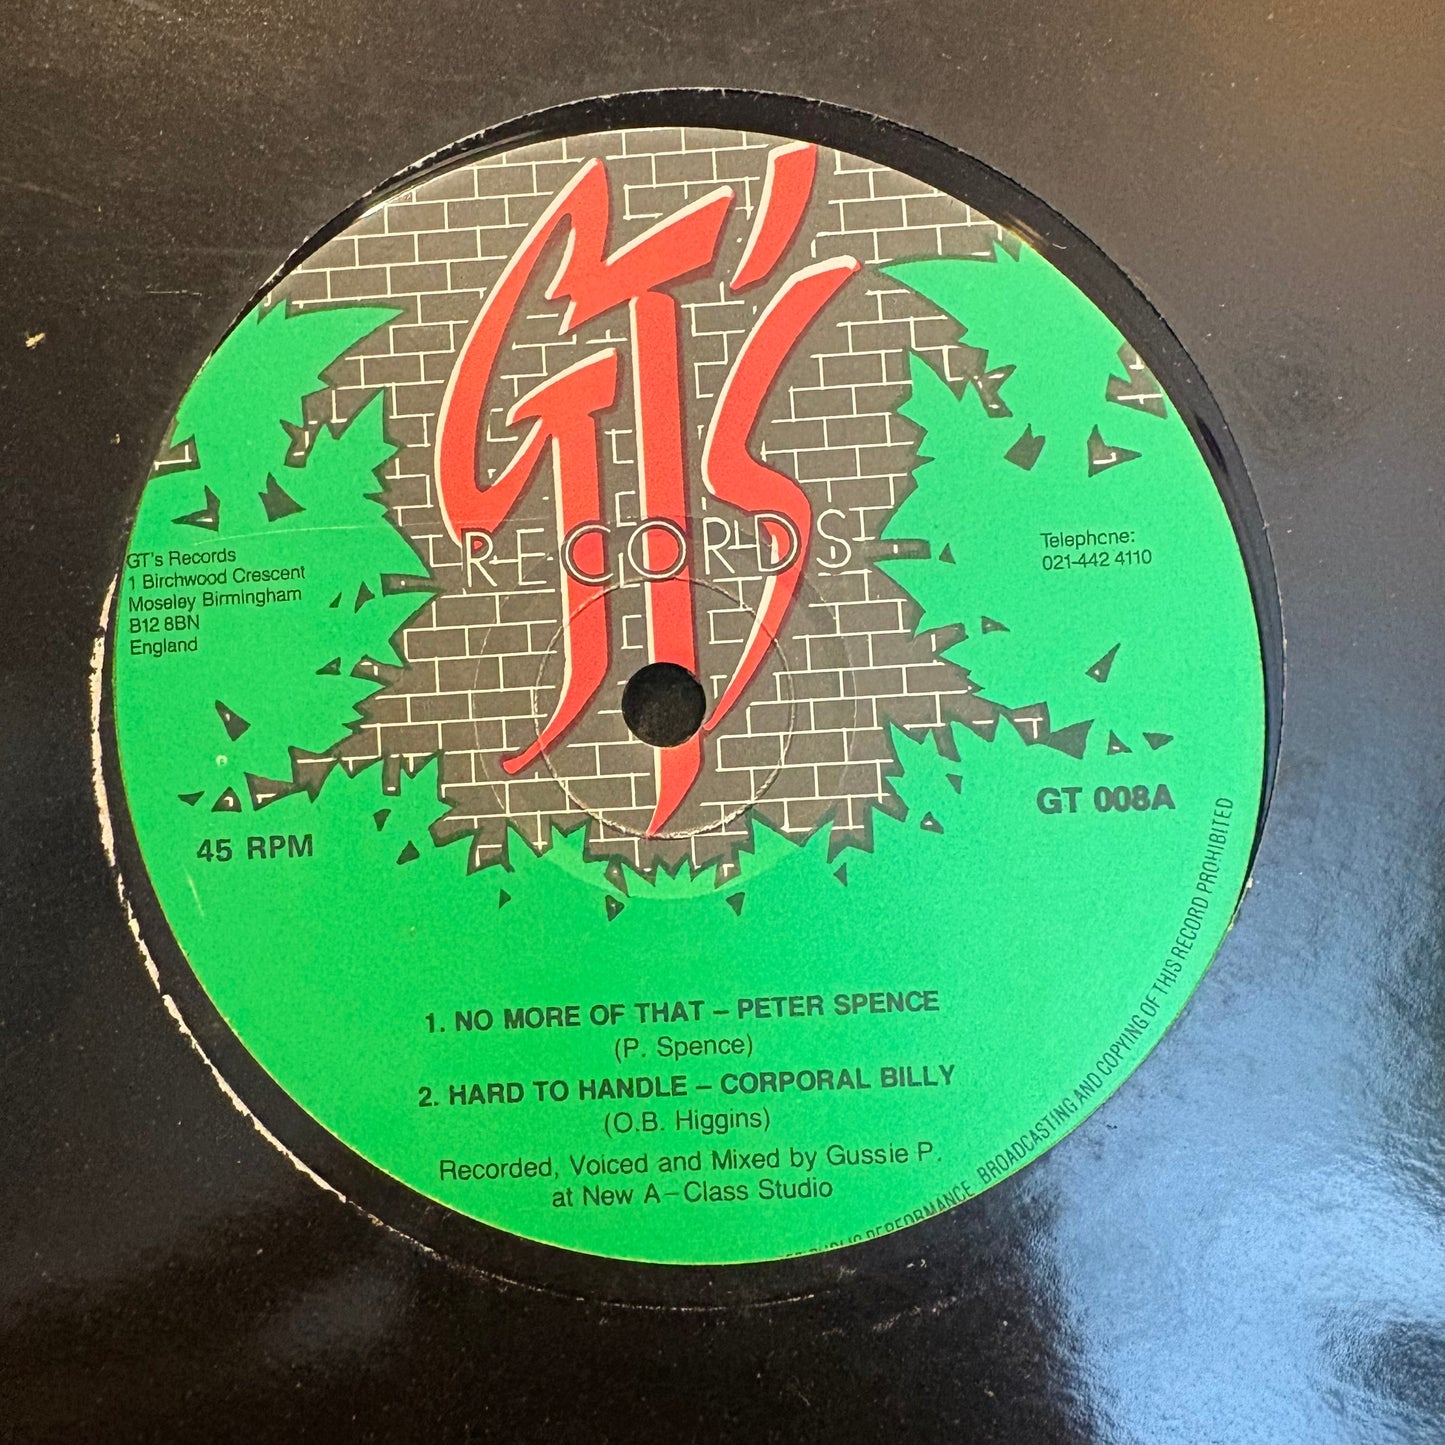 GT's
RECORDS
GT's Records
1 Birchwood Crescent
Moseley Birmingham
B12 8BN
England
Telephone:
021-442 4110
45 RPM
GT 008A
1. NO MORE OF THAT – PETER SPENCE
(P. Spence)
2. HARD TO HANDLE – CORPORAL BILLY
(O.B. Higgins)
Recorded, Voiced and Mixed by Gussie P.
at New A–Class Studio
PUBLIC PERFORMANCE BROADCASTING AND COPYING OF THIS RECORD PROHIBITED